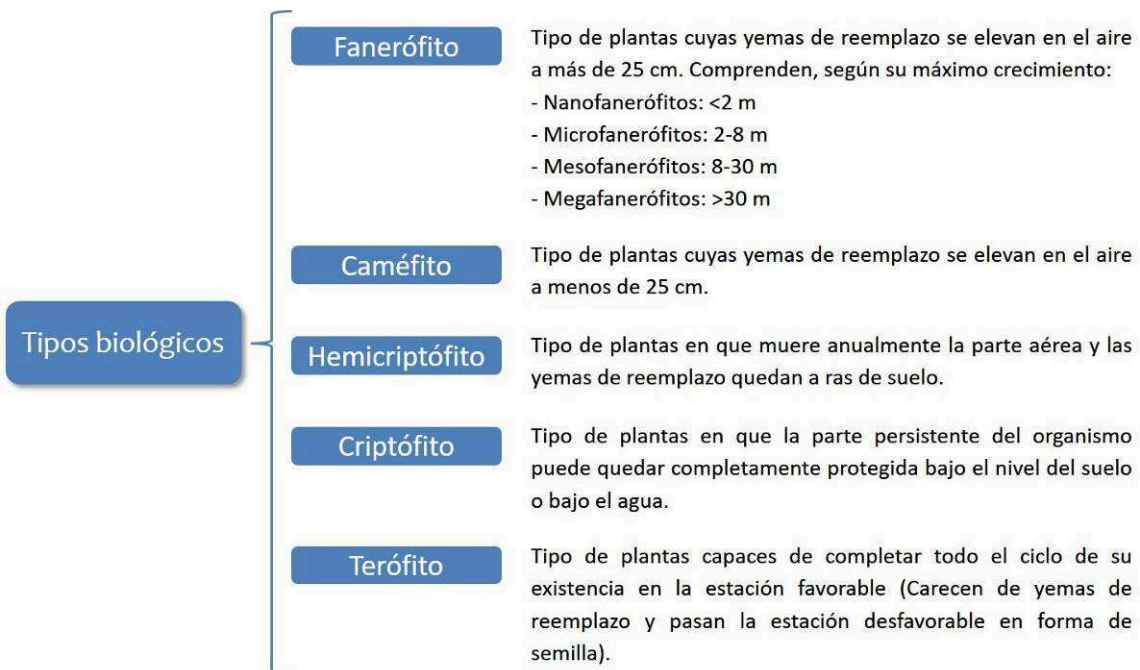 Tipos biológicos
Fanerófito
Tipo de plantas cuyas yemas de reemplazo se elevan en el aire
a más de 25 cm. Comprenden, según su máximo crecimiento:
- Nanofanerófitos: <2 m
- Microfanerófitos: 2-8 m
- Mesofanerófitos: 8-30 m
- Megafanerófitos: >30 m
Caméfito
Tipo de plantas cuyas yemas de reemplazo se elevan en el aire
a menos de 25 cm.
Hemicriptófito
Tipo de plantas en que muere anualmente la parte aérea y las
yemas de reemplazo quedan a ras de suelo.
Criptófito
Tipo de plantas en que la parte persistente del organismo
puede quedar completamente protegida bajo el nivel del suelo
o bajo el agua.
Terófito
Tipo de plantas capaces de completar todo el ciclo de su
existencia en la estación favorable (Carecen de yemas de
reemplazo y pasan la estación desfavorable en forma de
semilla).